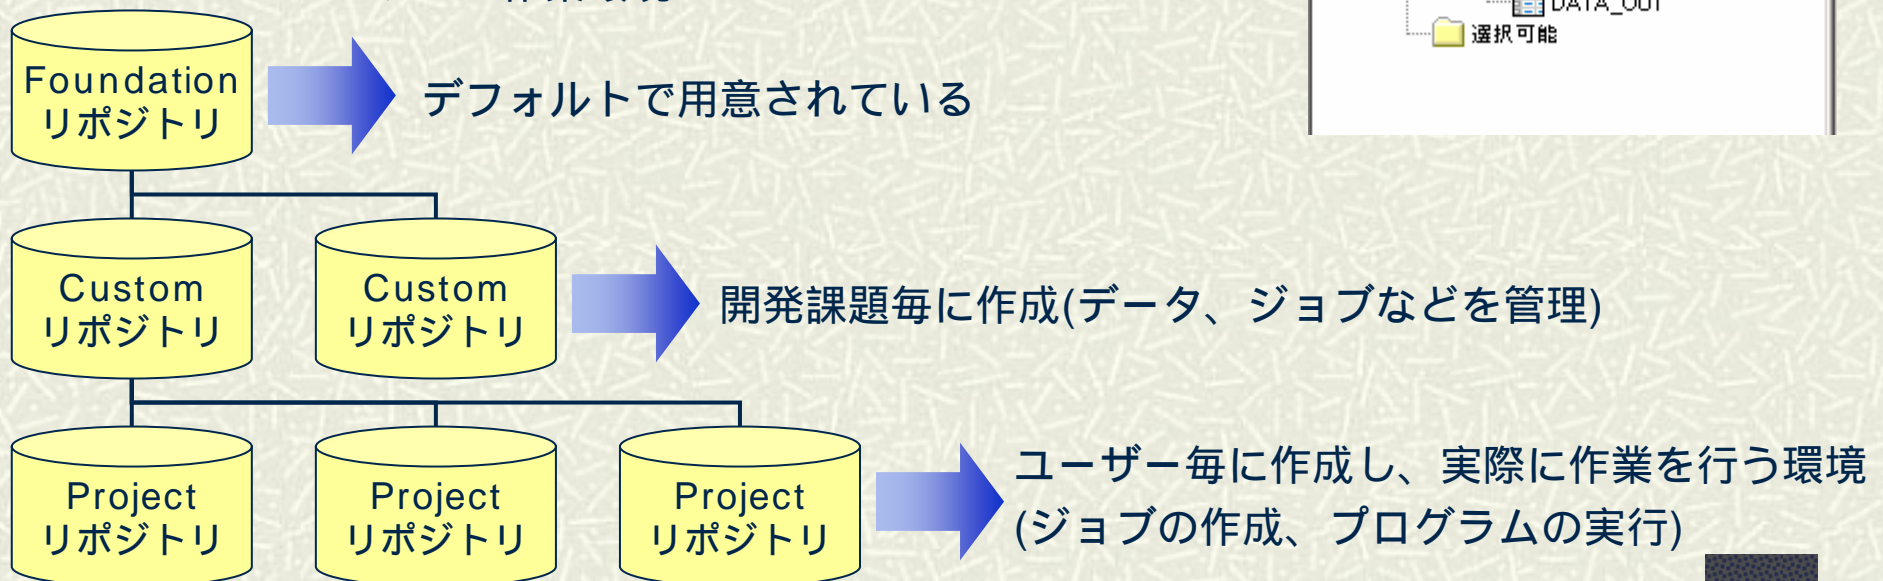 DATA_OUT
選択可能
Foundation
リポジトリ
デフォルトで用意されている
Custom
リポジトリ
Custom
リポジトリ
開発課題毎に作成(データ、ジョブなどを管理)
Project
リポジトリ
Project
リポジトリ
Project
リポジトリ
ユーザー毎に作成し、実際に作業を行う環境
(ジョブの作成、プログラムの実行)